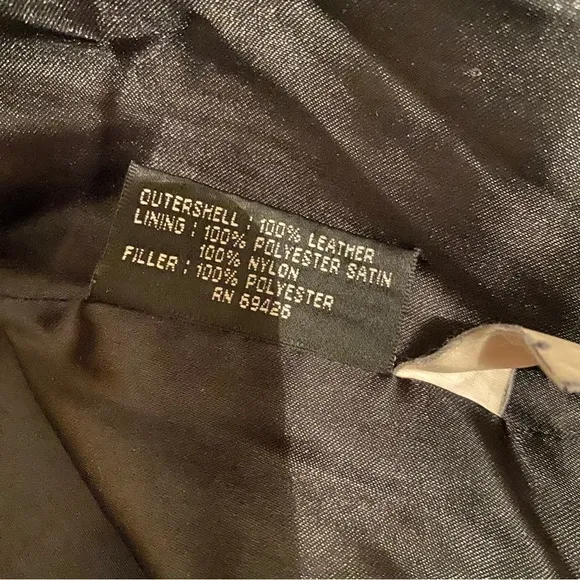 OUTERSHELL : 100% LEATHER
LINING : 100% POLYESTER SATIN
100% NYLON
FILLER : 100% POLYESTER
RN 69426